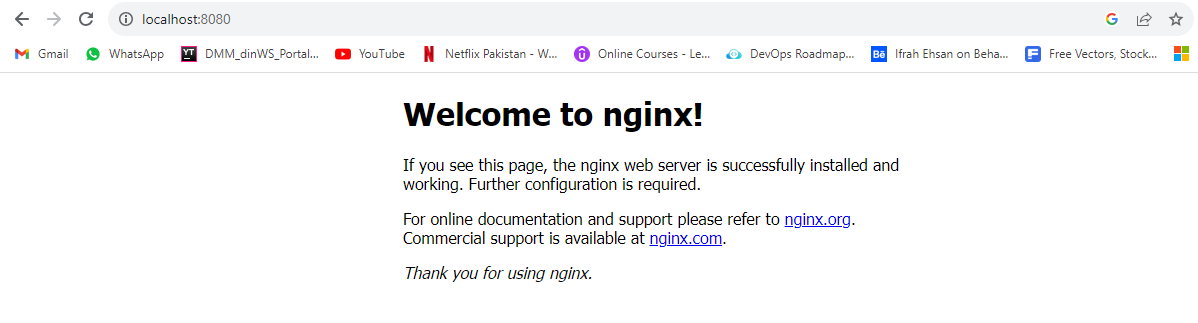 localhost:8080
Gmail WhatsApp DMM_dinWS_Portal... YouTube Netflix Pakistan - W... Online Courses - Le... DevOps Roadmap... Ifrah Ehsan on Beha... Free Vectors, Stock...
Welcome to nginx!
If you see this page, the nginx web server is successfully installed and
working. Further configuration is required.
For online documentation and support please refer to nginx.org.
Commercial support is available at nginx.com.
Thank you for using nginx.